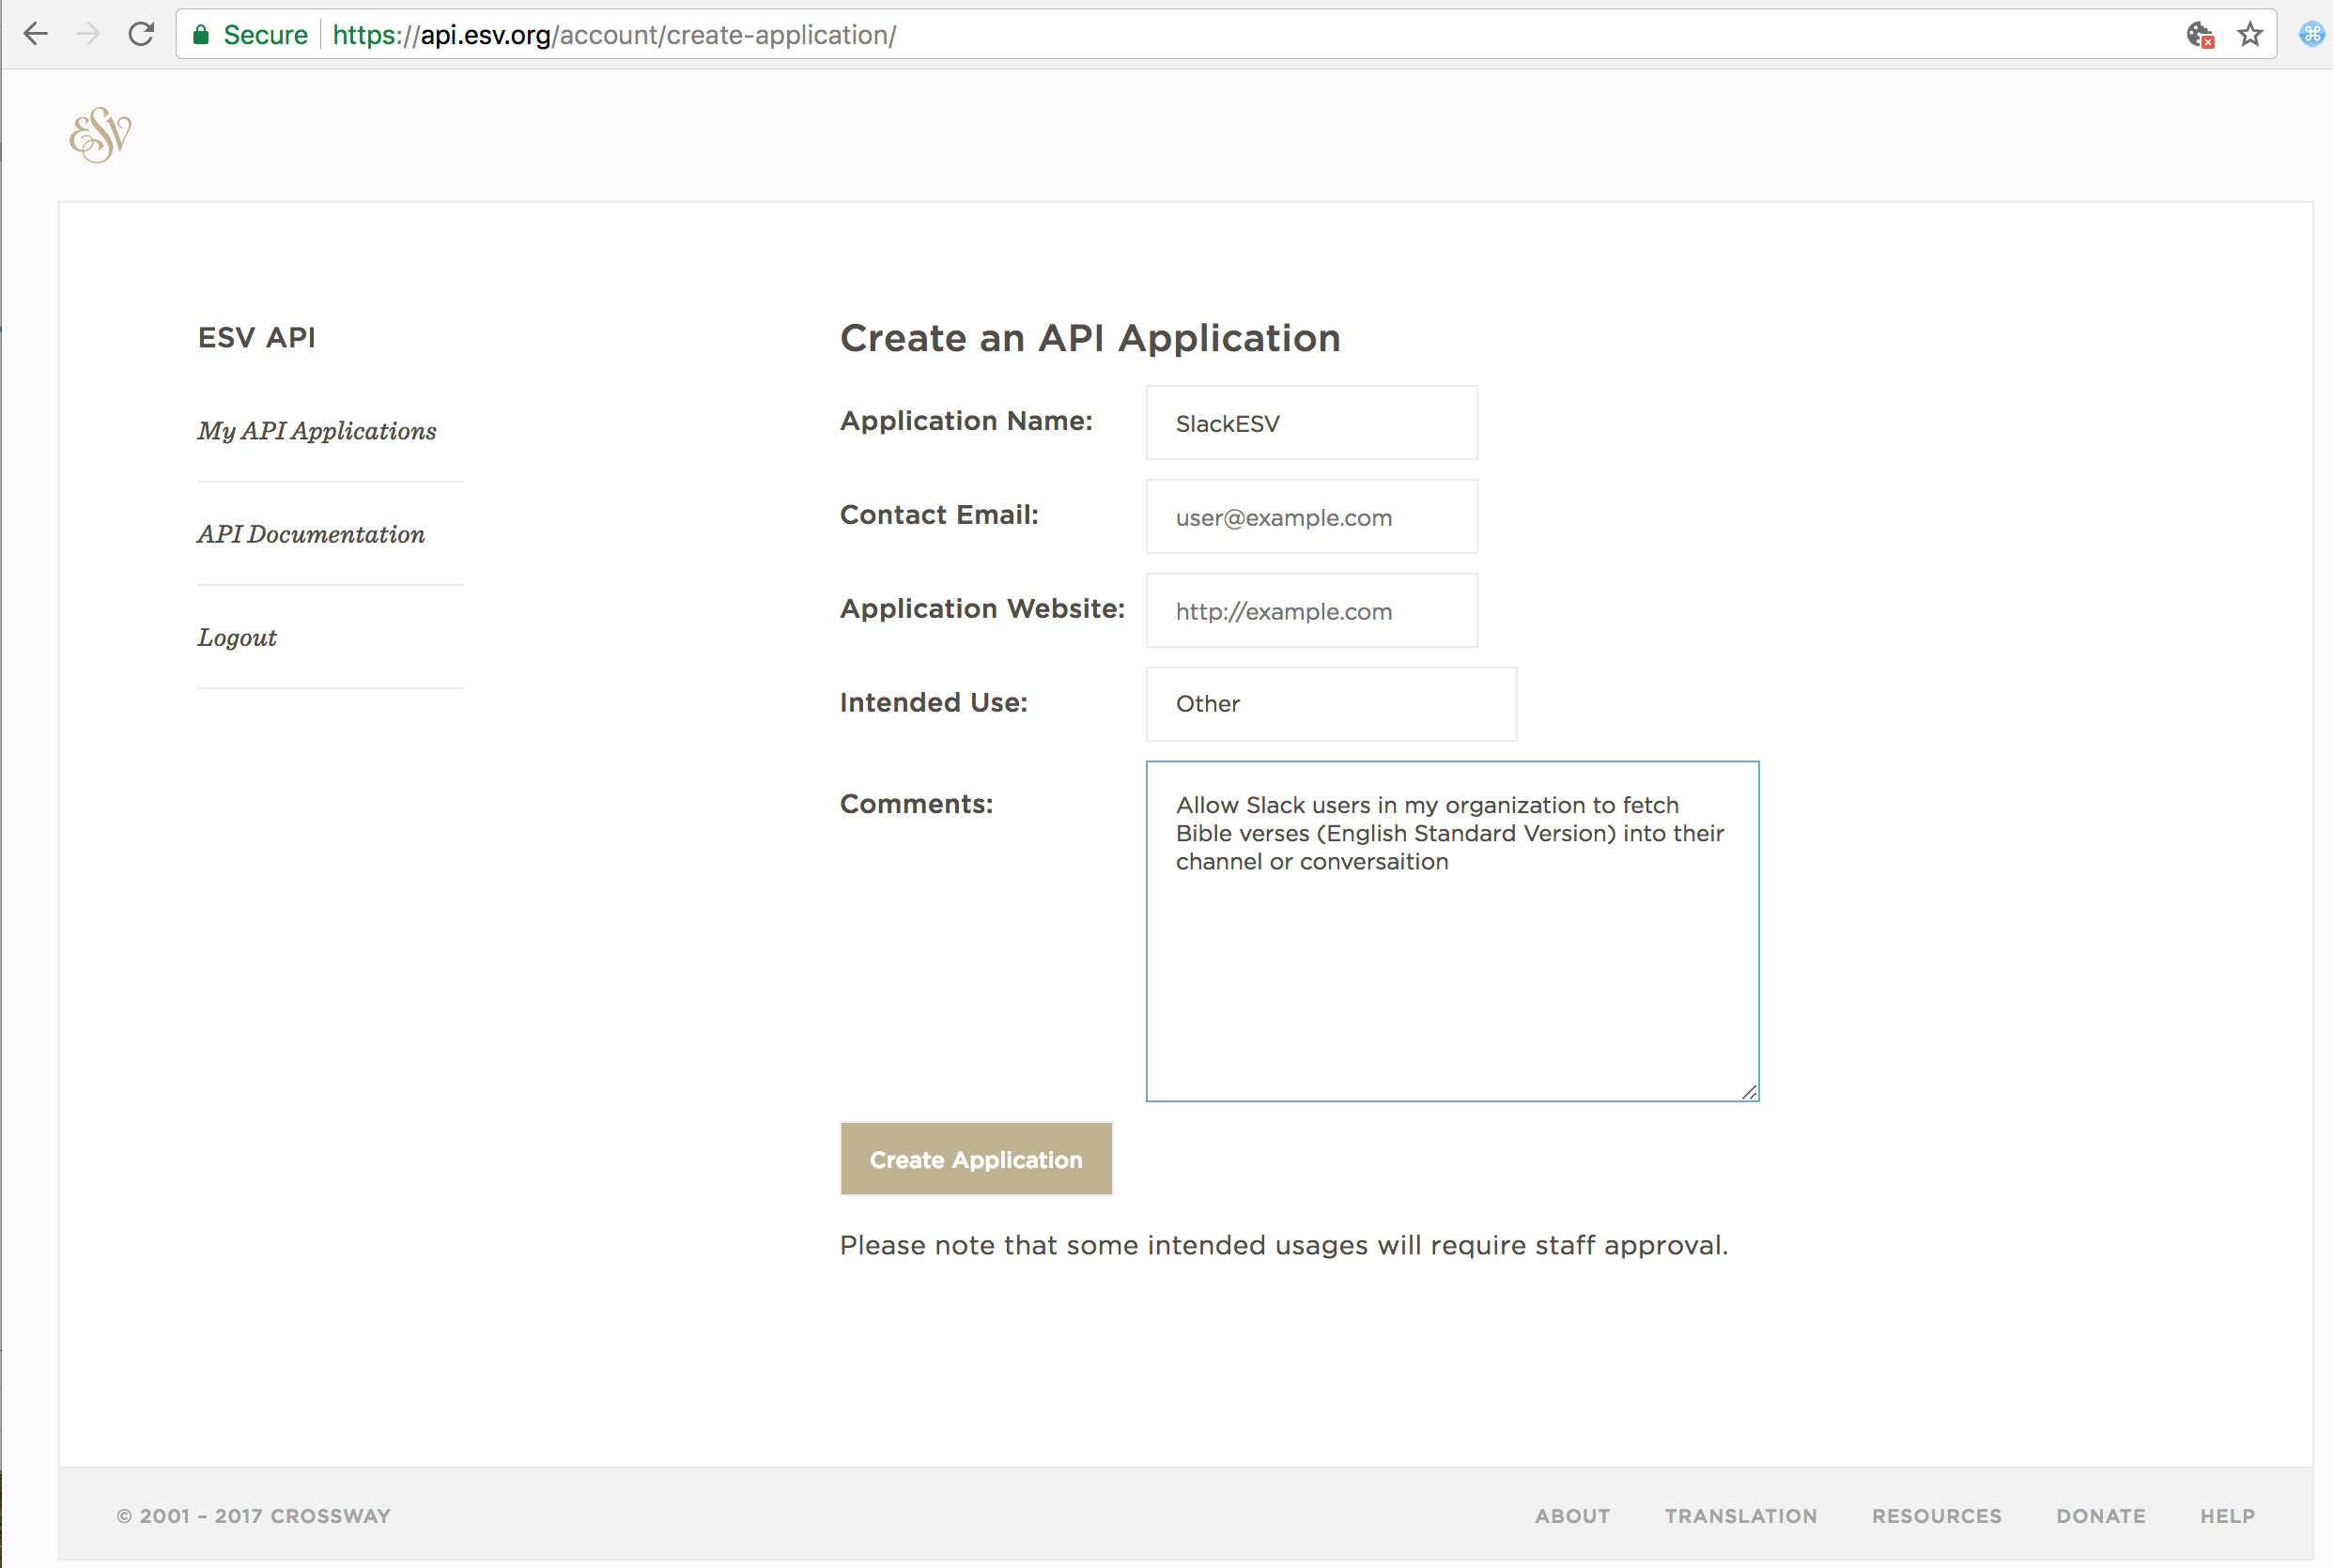 Secure https://api.esv.org/account/create-application/
ESV
ESV API
My API Applications
API Documentation
Logout
Create an API Application
Application Name: SlackESV
Contact Email: user@example.com
Application Website: http://example.com
Intended Use: Other
Comments: Allow Slack users in my organization to fetch
Bible verses (English Standard Version) into their
channel or conversaition
Create Application
Please note that some intended usages will require staff approval.
© 2001 – 2017 CROSSWAY ABOUT TRANSLATION RESOURCES DONATE HELP